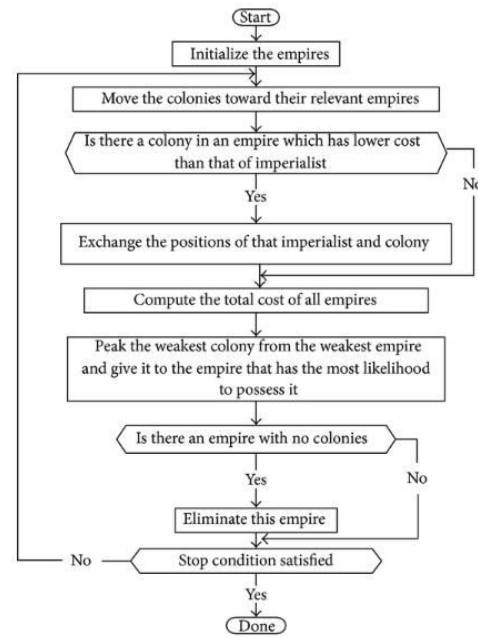 Start
Initialize the empires
Move the colonies toward their relevant empires
Is there a colony in an empire which has lower cost
than that of imperialist
No
Yes
Exchange the positions of that imperialist and colony
Compute the total cost of all empires
Peak the weakest colony from the weakest empire
and give it to the empire that has the most likelihood
to possess it
Is there an empire with no colonies
Yes
No
Eliminate this empire
No
Stop condition satisfied
Yes
Done